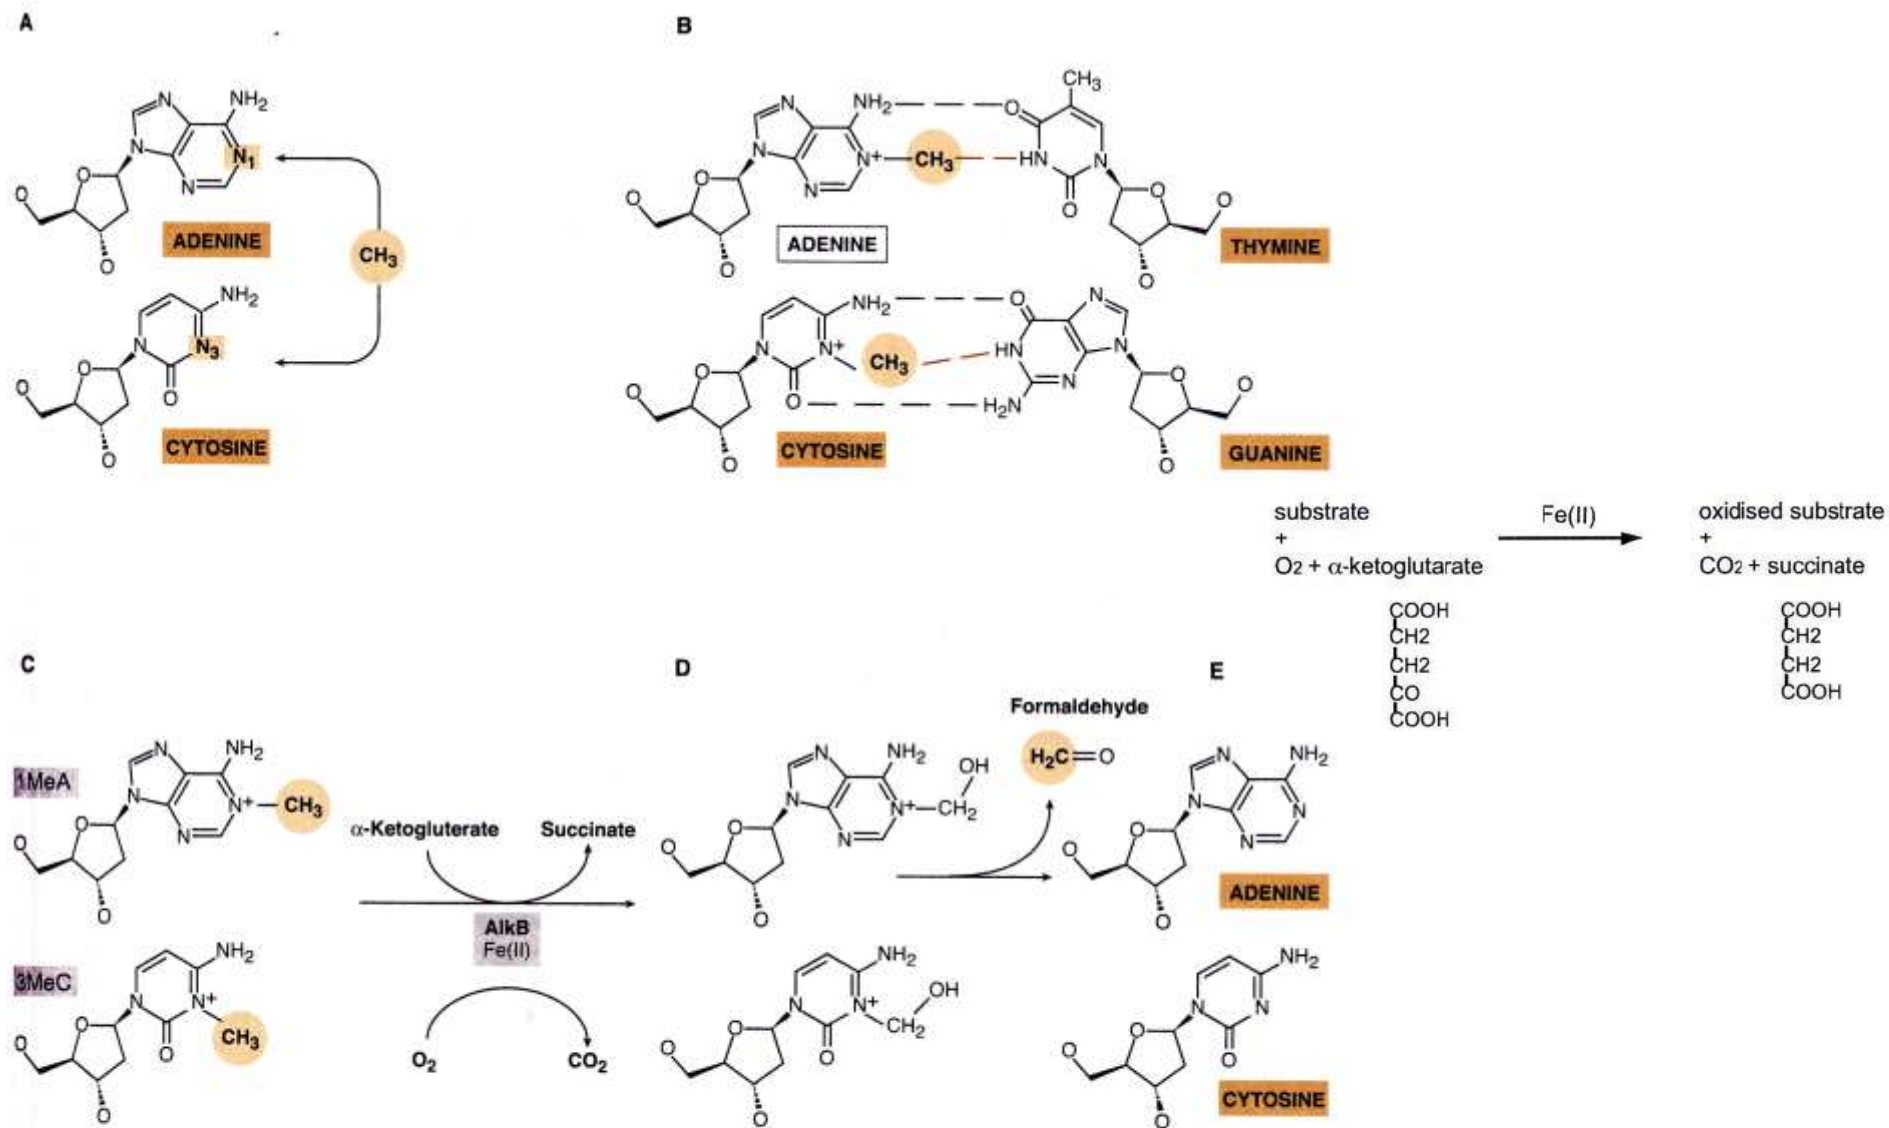 A
N
NH2
N
N1
N
O
O
O
ADENINE
CH3
NH2
N
N3
O
O
O
O
CYTOSINE
B
CH3
N
NH2
O
N
N+
CH3
HN
N
N
O
O
O
O
O
O
O
ADENINE
THYMINE
NH2
O
N
N
N+
CH3
HN
N
O
O
H2N
N
O
O
O
O
O
CYTOSINE
GUANINE
substrate
+
O2 + α-ketoglutarate
Fe(II)
oxidised substrate
+
CO2 + succinate
COOH
CH2
CH2
CO
COOH
COOH
CH2
CH2
COOH
C
1MeA
N
NH2
N
N+
CH3
N
O
O
O
3MeC
NH2
N
N+
CH3
O
O
O
O
α-Ketogluterate
Succinate
AlkB
Fe(II)
O2
CO2
D
N
NH2
OH
N
N+
CH2
N
O
O
O
NH2
N
N+
OH
CH2
O
O
O
O
Formaldehyde
H2C=O
E
N
NH2
N
N
N
O
O
O
ADENINE
NH2
N
N
O
O
O
O
CYTOSINE